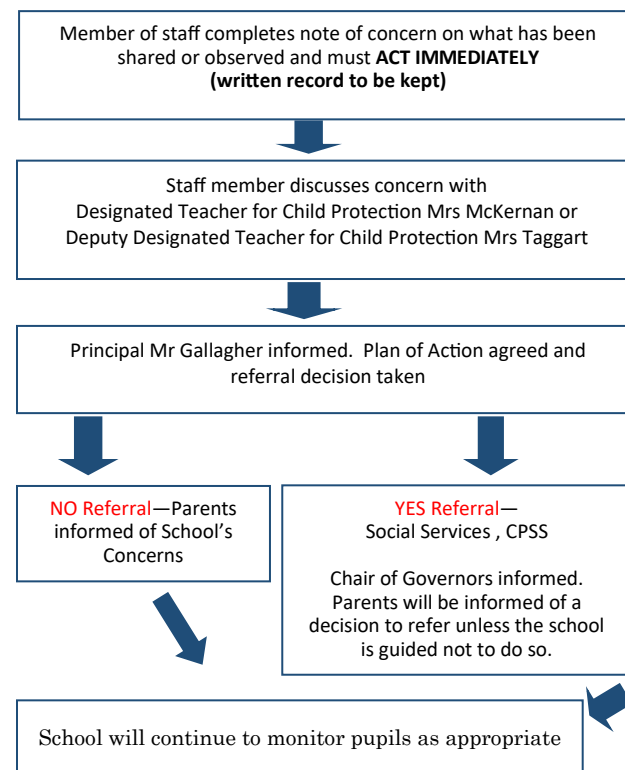 Member of staff completes note of concern on what has been
shared or observed and must ACT IMMEDIATELY
(written record to be kept)
Staff member discusses concern with
Designated Teacher for Child Protection Mrs McKernan or
Deputy Designated Teacher for Child Protection Mrs Taggart
Principal Mr Gallagher informed.  Plan of Action agreed and
referral decision taken
NO Referral—Parents
informed of School's
Concerns
YES Referral—
Social Services , CPSS
Chair of Governors informed.
Parents will be informed of a
decision to refer unless the school
is guided not to do so.
School will continue to monitor pupils as appropriate